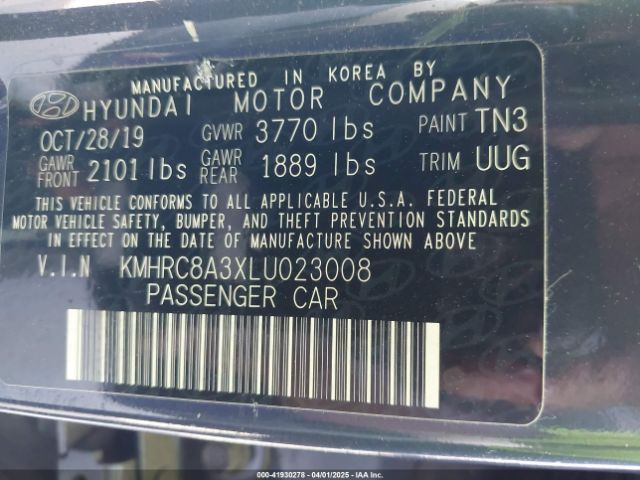 MANUFACTURED IN KOREA BY
HYUNDAI MOTOR COMPANY
OCT/28/19 GVWR 3770 lbs PAINT TN3
GAWR FRONT 2101 lbs GAWR REAR 1889 lbs TRIM UUG
THIS VEHICLE CONFORMS TO ALL APPLICABLE U.S.A. FEDERAL
MOTOR VEHICLE SAFETY, BUMPER, AND THEFT PREVENTION STANDARDS
IN EFFECT ON THE DATE OF MANUFACTURE SHOWN ABOVE.
V.I.N KMHRC8A3XLU023008
PASSENGER CAR
000-41930278 - 04/01/2025 - IAAI.COM